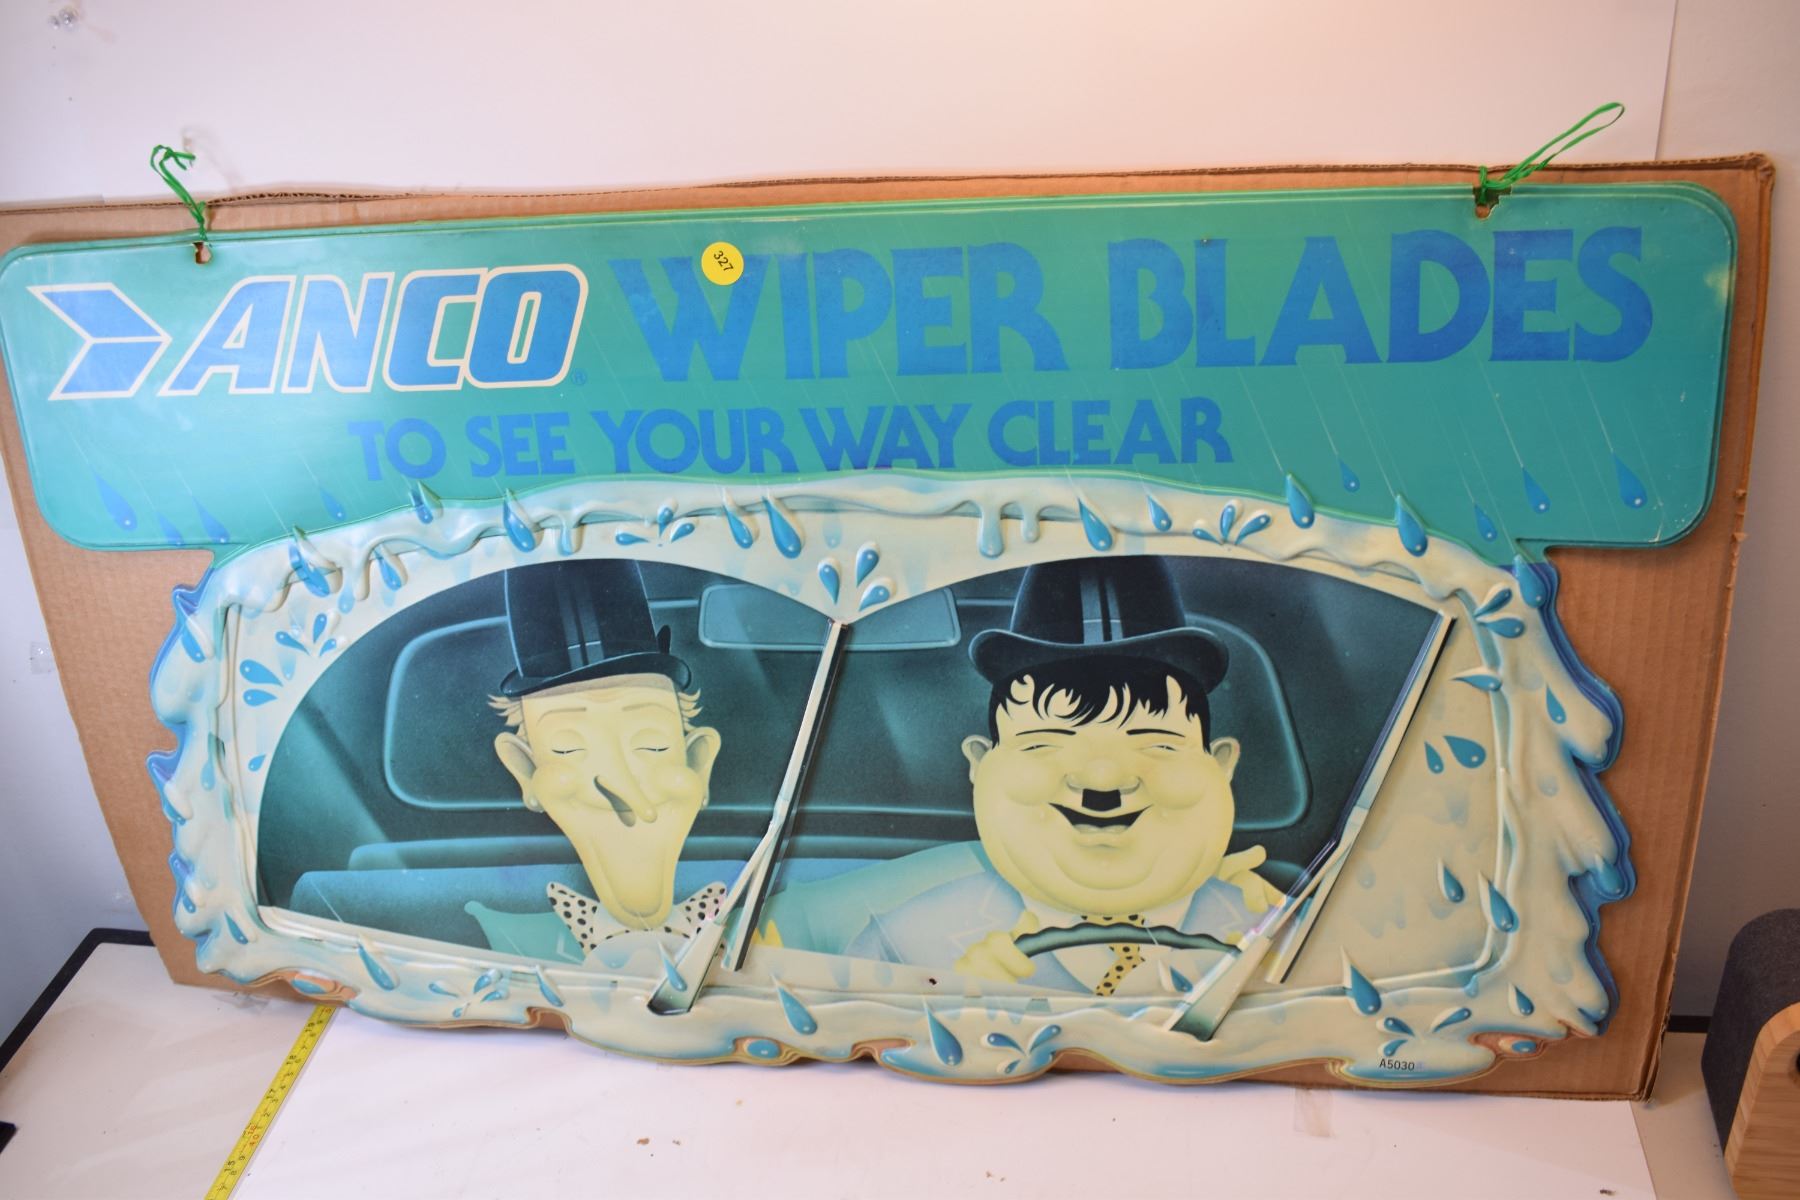 ANCO® WIPER BLADES
327
TO SEE YOUR WAY CLEAR
A5030